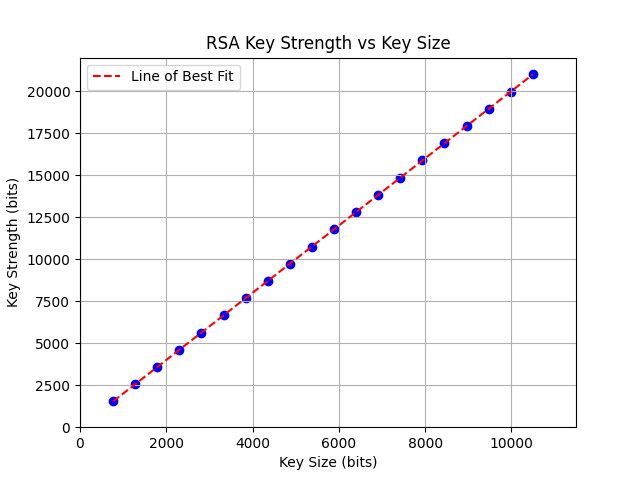 RSA Key Strength vs Key Size
Line of Best Fit
Key Strength (bits)
20000
17500
15000
12500
10000
7500
5000
2500
0
0 2000 4000 6000 8000 10000
Key Size (bits)